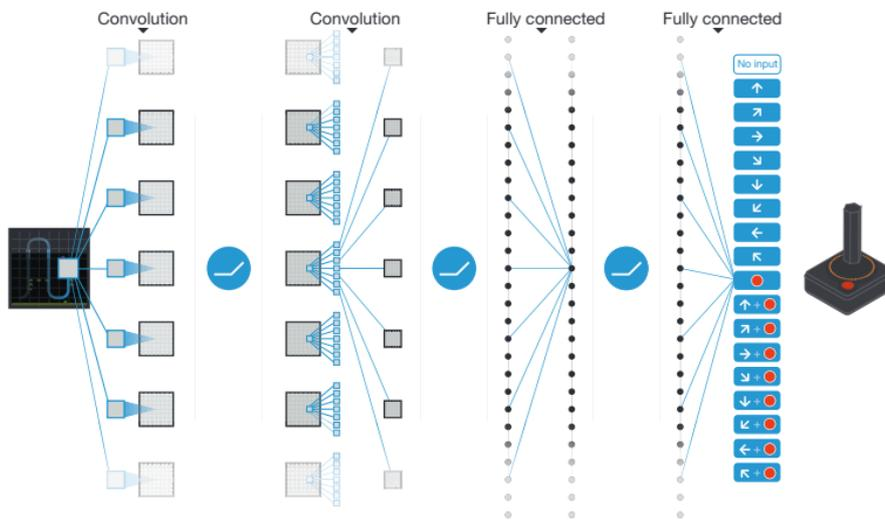 Convolution
Convolution
Fully connected
Fully connected
No input
+
+
+
+
+
+
+
+